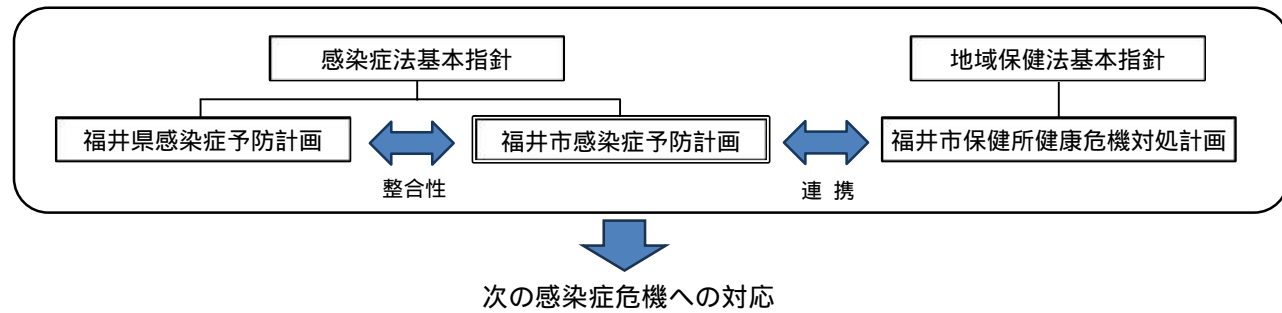 感染症法基本指針
地域保健法基本指針
福井県感染症予防計画
福井市感染症予防計画
福井市保健所健康危機対処計画
整合性
連 携
次の感染症危機への対応